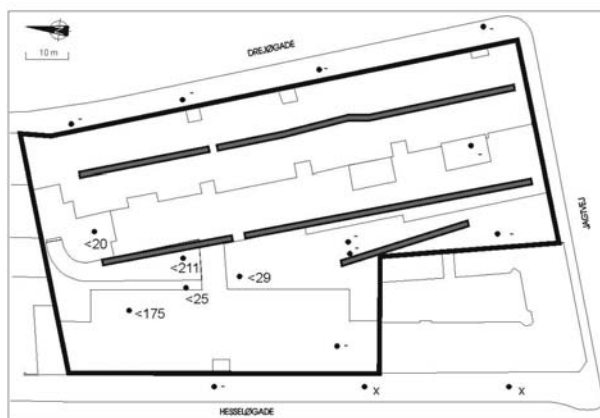 N
10 m
DREJØGADE
JAGTVEJ
<20
<211
<29
<25
<175
X
X
HESSELØGADE